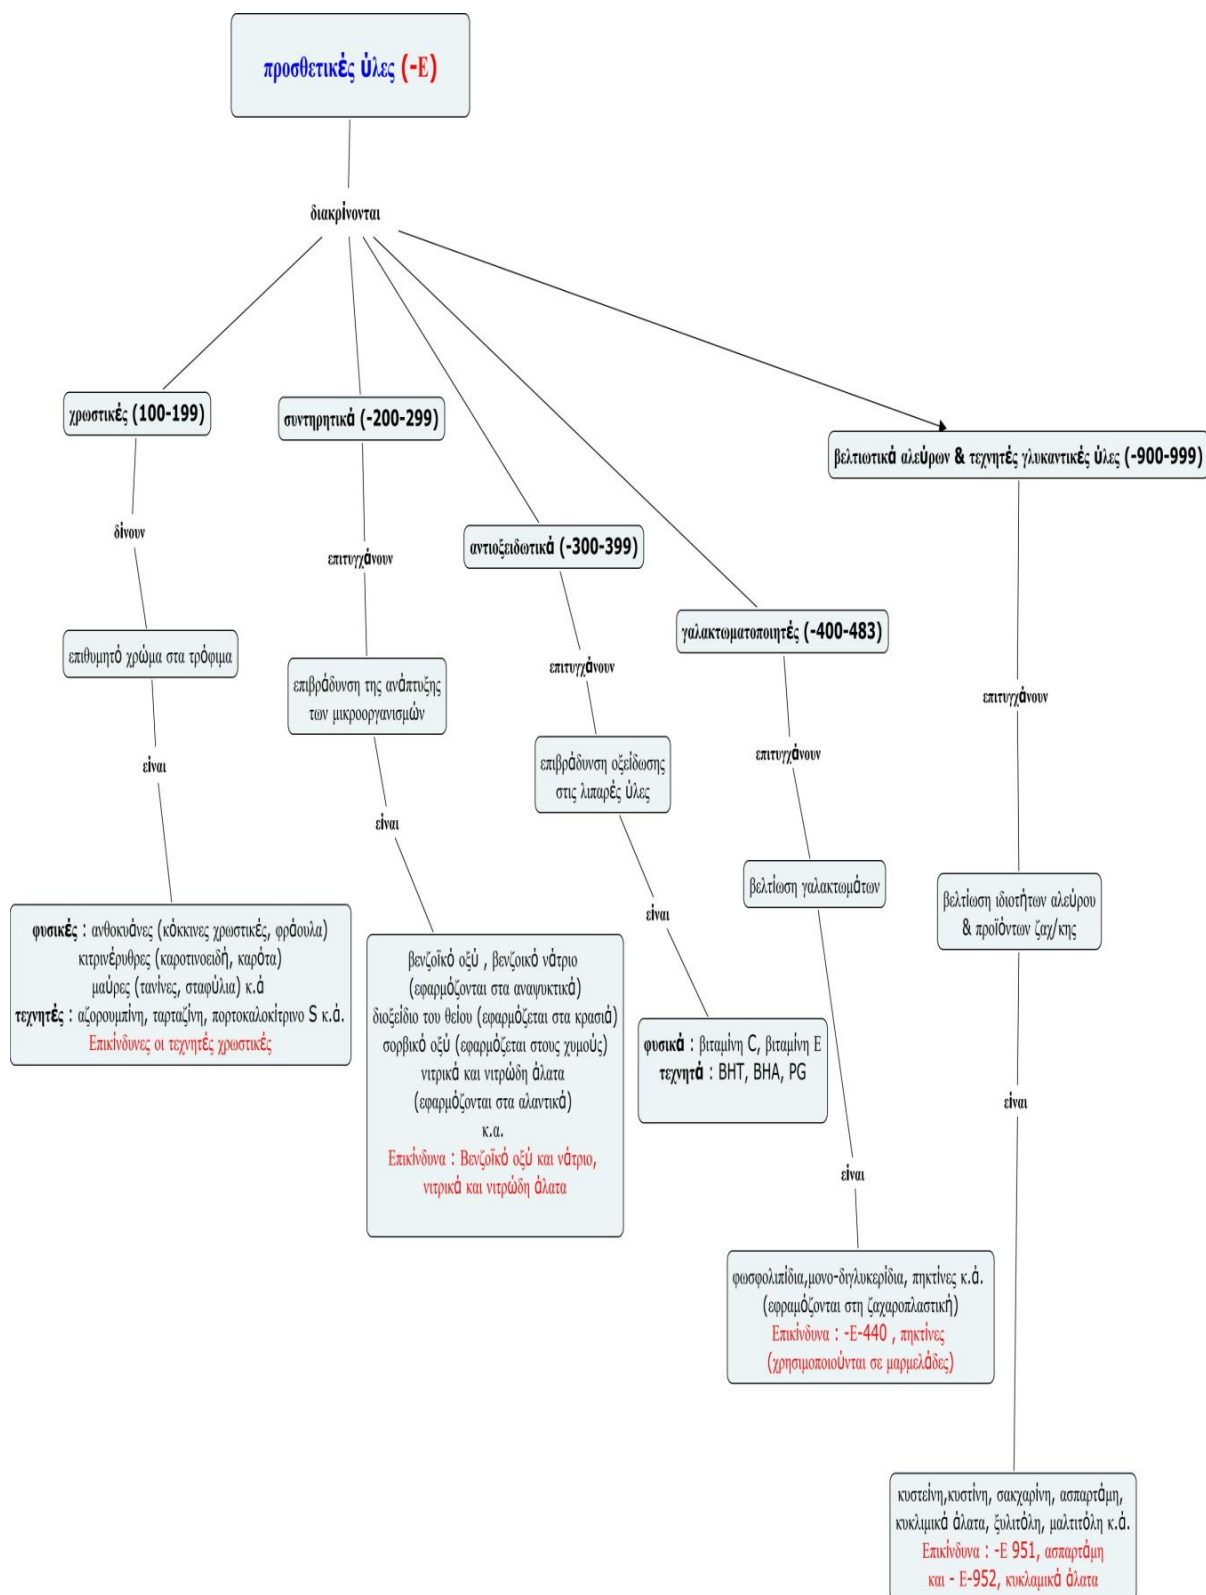 προσθετικές ύλες (-Ε)
διακρίνονται
χρωστικές (100-199)
συντηρητικά (-200-299)
βελτιωτικά αλεύρων & τεχνητές γλυκαντικές ύλες (-900-999)
δίνουν
επιτυγχάνουν
αντιοξειδωτικά (-300-399)
γαλακτωματοποιητές (-400-483)
επιθυμητό χρώμα στα τρόφιμα
επιβράδυνση της ανάπτυξης
των μικροοργανισμών
επιτυγχάνουν
επιτυγχάνουν
επιτυγχάνουν
είναι
επιβράδυνση οξείδωσης
στις λιπαρές ύλες
είναι
βελτίωση γαλακτωμάτων
βελτίωση ιδιοτήτων αλεύρου
& προϊόντων ζαχ/κης
είναι
φυσικές : ανθοκυάνες (κόκκινες χρωστικές, φράουλα)
κιτρινέρυθρες (καροτινοειδή, καρότα)
μαύρες (τανίνες, σταφύλια) κ.ά
τεχνητές : αζορουμπίνη, ταρταζίνη, πορτοκαλοκίτρινο S κ.ά.
Επικίνδυνες οι τεχνητές χρωστικές
βενζοϊκό οξύ , βενζοικό νάτριο
(εφαρμόζονται στα αναψυκτικά)
διοξείδιο του θείου (εφαρμόζεται στα κρασιά)
σορβικό οξύ (εφαρμόζεται στους χυμούς)
νιτρικά και νιτρώδη άλατα
(εφαρμόζονται στα αλαντικά)
κ.α.
Επικίνδυνα : Βενζοϊκό οξύ και νάτριο,
νιτρικά και νιτρώδη άλατα
φυσικά : βιταμίνη C, βιταμίνη Ε
τεχνητά : BHT, BHA, PG
είναι
είναι
φωσφολιπίδια,μονο-διγλυκερίδια, πηκτίνες κ.ά.
(εφραμόζονται στη ζαχαροπλαστική)
Επικίνδυνα : -Ε-440 , πηκτίνες
(χρησιμοποιούνται σε μαρμελάδες)
κυστείνη,κυστίνη, σακχαρίνη, ασπαρτάμη,
κυκλιμικά άλατα, ξυλιτόλη, μαλτιτόλη κ.ά.
Επικίνδυνα : -Ε 951, ασπαρτάμη
και - Ε-952, κυκλαμικά άλατα